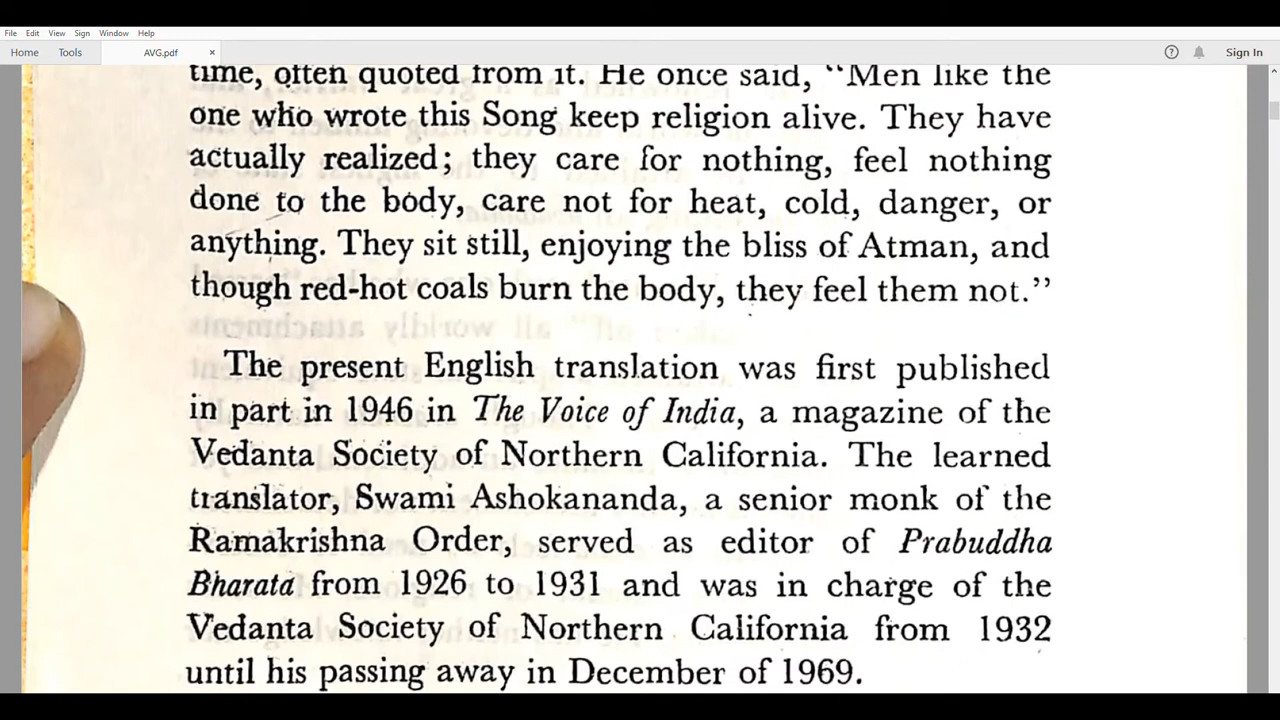 File Edit View Sign Window Help
Home Tools AVG.pdf × ? Sign In
time, often quoted from it. He once said, “Men like the
one who wrote this Song keep religion alive. They have
actually realized; they care for nothing, feel nothing
done to the body, care not for heat, cold, danger, or
anything. They sit still, enjoying the bliss of Atman, and
though red-hot coals burn the body, they feel them not.”
The present English translation was first published
in part in 1946 in The Voice of India, a magazine of the
Vedanta Society of Northern California. The learned
translator, Swami Ashokananda, a senior monk of the
Ramakrishna Order, served as editor of Prabuddha
Bharata from 1926 to 1931 and was in charge of the
Vedanta Society of Northern California from 1932
until his passing away in December of 1969.